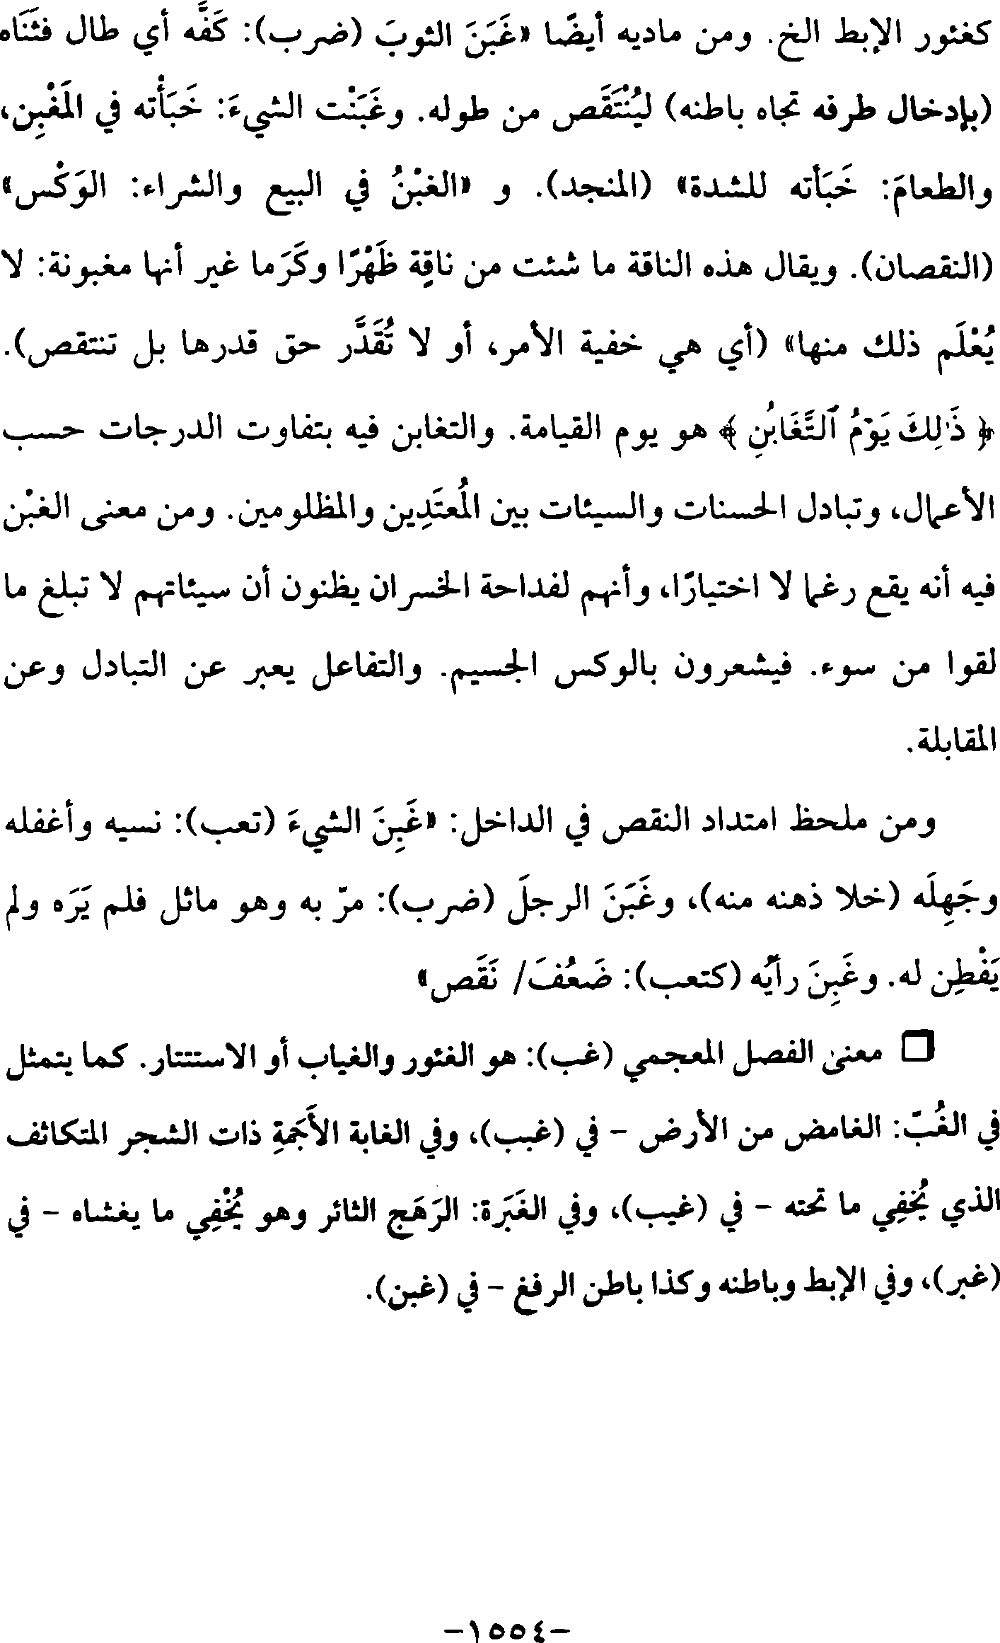 كغئور الإبط الخ. ومن ماديه أيضًا «غَبَنَ الثوبَ (ضرب): كَفَّه أي طال فثَنَاه
(بإدخال طرفه تجاه باطنه) ليُنْتَقَص من طوله. وغَبَنْت الشيءَ: خَبَأْته في المَغْبِن،
والطعامَ: خَبَأته للشدة» (المنجد). و «الغبْنُ في البيع والشراء: الوَكْس»
(النقصان). ويقال هذه الناقة ما شئت من ناقٍة ظَهْرًا وكَرَما غير أنها مغبونة: لا
يُعْلَم ذلك منها» (أي هي خفية الأمر، أو لا تُقَدَّر حق قدرها بل تنتقص).
﴿ ذَٰلِكَ يَوْمُ ٱلتَّغَابُنِ ﴾ هو يوم القيامة. والتغابن فيه بتفاوت الدرجات حسب
الأعمال، وتبادل الحسنات والسيئات بين المُعتَدِين والمظلومين. ومن معنى الغبْن
فيه أنه يقع رغما لا اختيارًا، وأنهم لفداحة الخسران يظنون أن سيئاتهم لا تبلغ ما
لقوا من سوء. فيشعرون بالوكس الجسيم. والتفاعل يعبر عن التبادل وعن
المقابلة.
ومن ملحظ امتداد النقص في الداخل: «غَبِنَ الشيءَ (تعب): نسيه وأغفله
وجَهِلَه (خلا ذهنه منه)، وغَبَنَ الرجلَ (ضرب): مرّ به وهو ماثل فلم يَرَه ولم
يَفْطِن له. وغَبِنَ رأيُه (كتعب): ضَعُفَ/ نَقَص»
❒ معنى الفصل المعجمي (غب): هو الغئور والغياب أو الاستتار. كما يتمثل
في الغُبّ: الغامض من الأرض – في (غبب)، وفي الغابة الأَجَمةِ ذات الشجر المتكاثف
الذي يُخفِي ما تحته – في (غيب)، وفي الغَبَرة: الرَهَج الثائر وهو يُخْفِي ما يغشاه – في
(غبر)، وفي الإبط وباطنه وكذا باطن الرفغ – في (غبن).
-١٥٥٤-